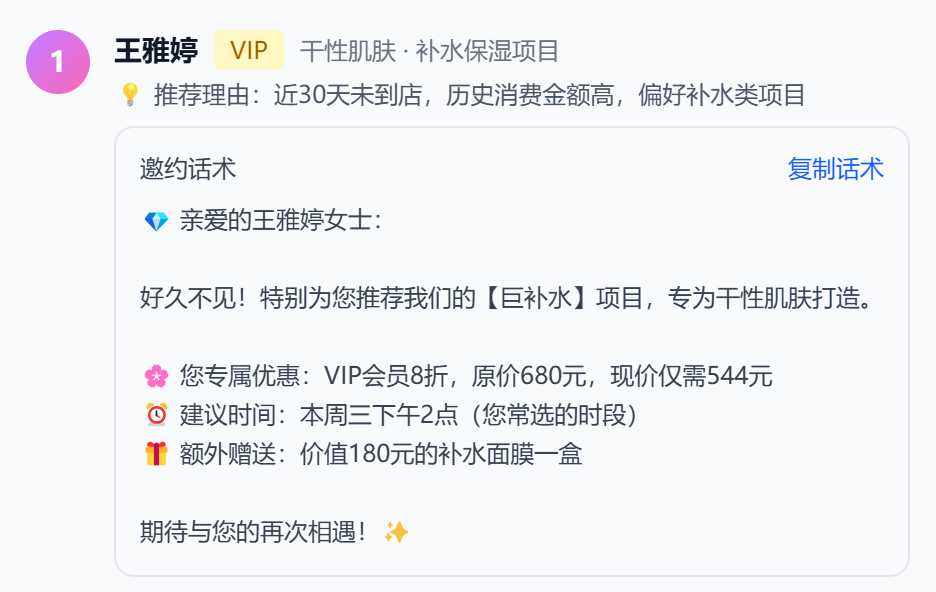 1 王雅婷 VIP 干性肌肤 · 补水保湿项目
💡 推荐理由：近30天未到店，历史消费金额高，偏好补水类项目
邀约话术 复制话术
💎 亲爱的王雅婷女士：
好久不见！特别为您推荐我们的【巨补水】项目，专为干性肌肤打造。
🌸 您专属优惠：VIP会员8折，原价680元，现价仅需544元
⏰ 建议时间：本周三下午2点（您常选的时段）
🎁 额外赠送：价值180元的补水面膜一盒
期待与您的再次相遇！✨